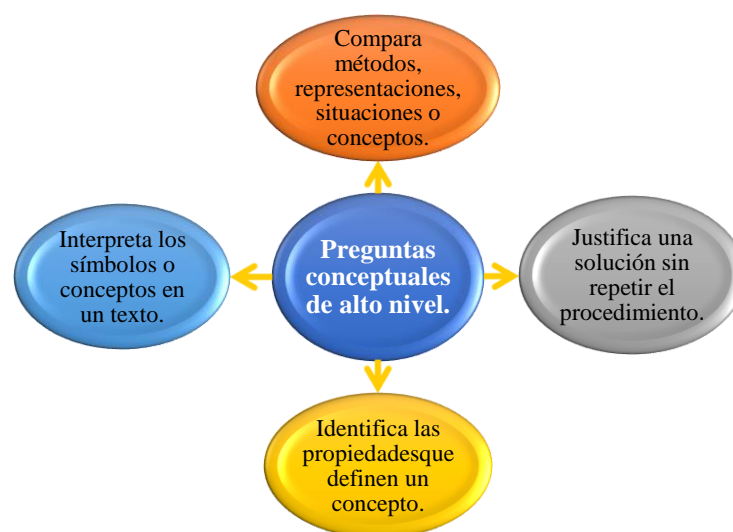 Compara
métodos,
representaciones,
situaciones o
conceptos.
Interpreta los
símbolos o
conceptos en
un texto.
Preguntas
conceptuales
de alto nivel.
Justifica una
solución sin
repetir el
procedimiento.
Identifica las
propiedadesque
definen un
concepto.